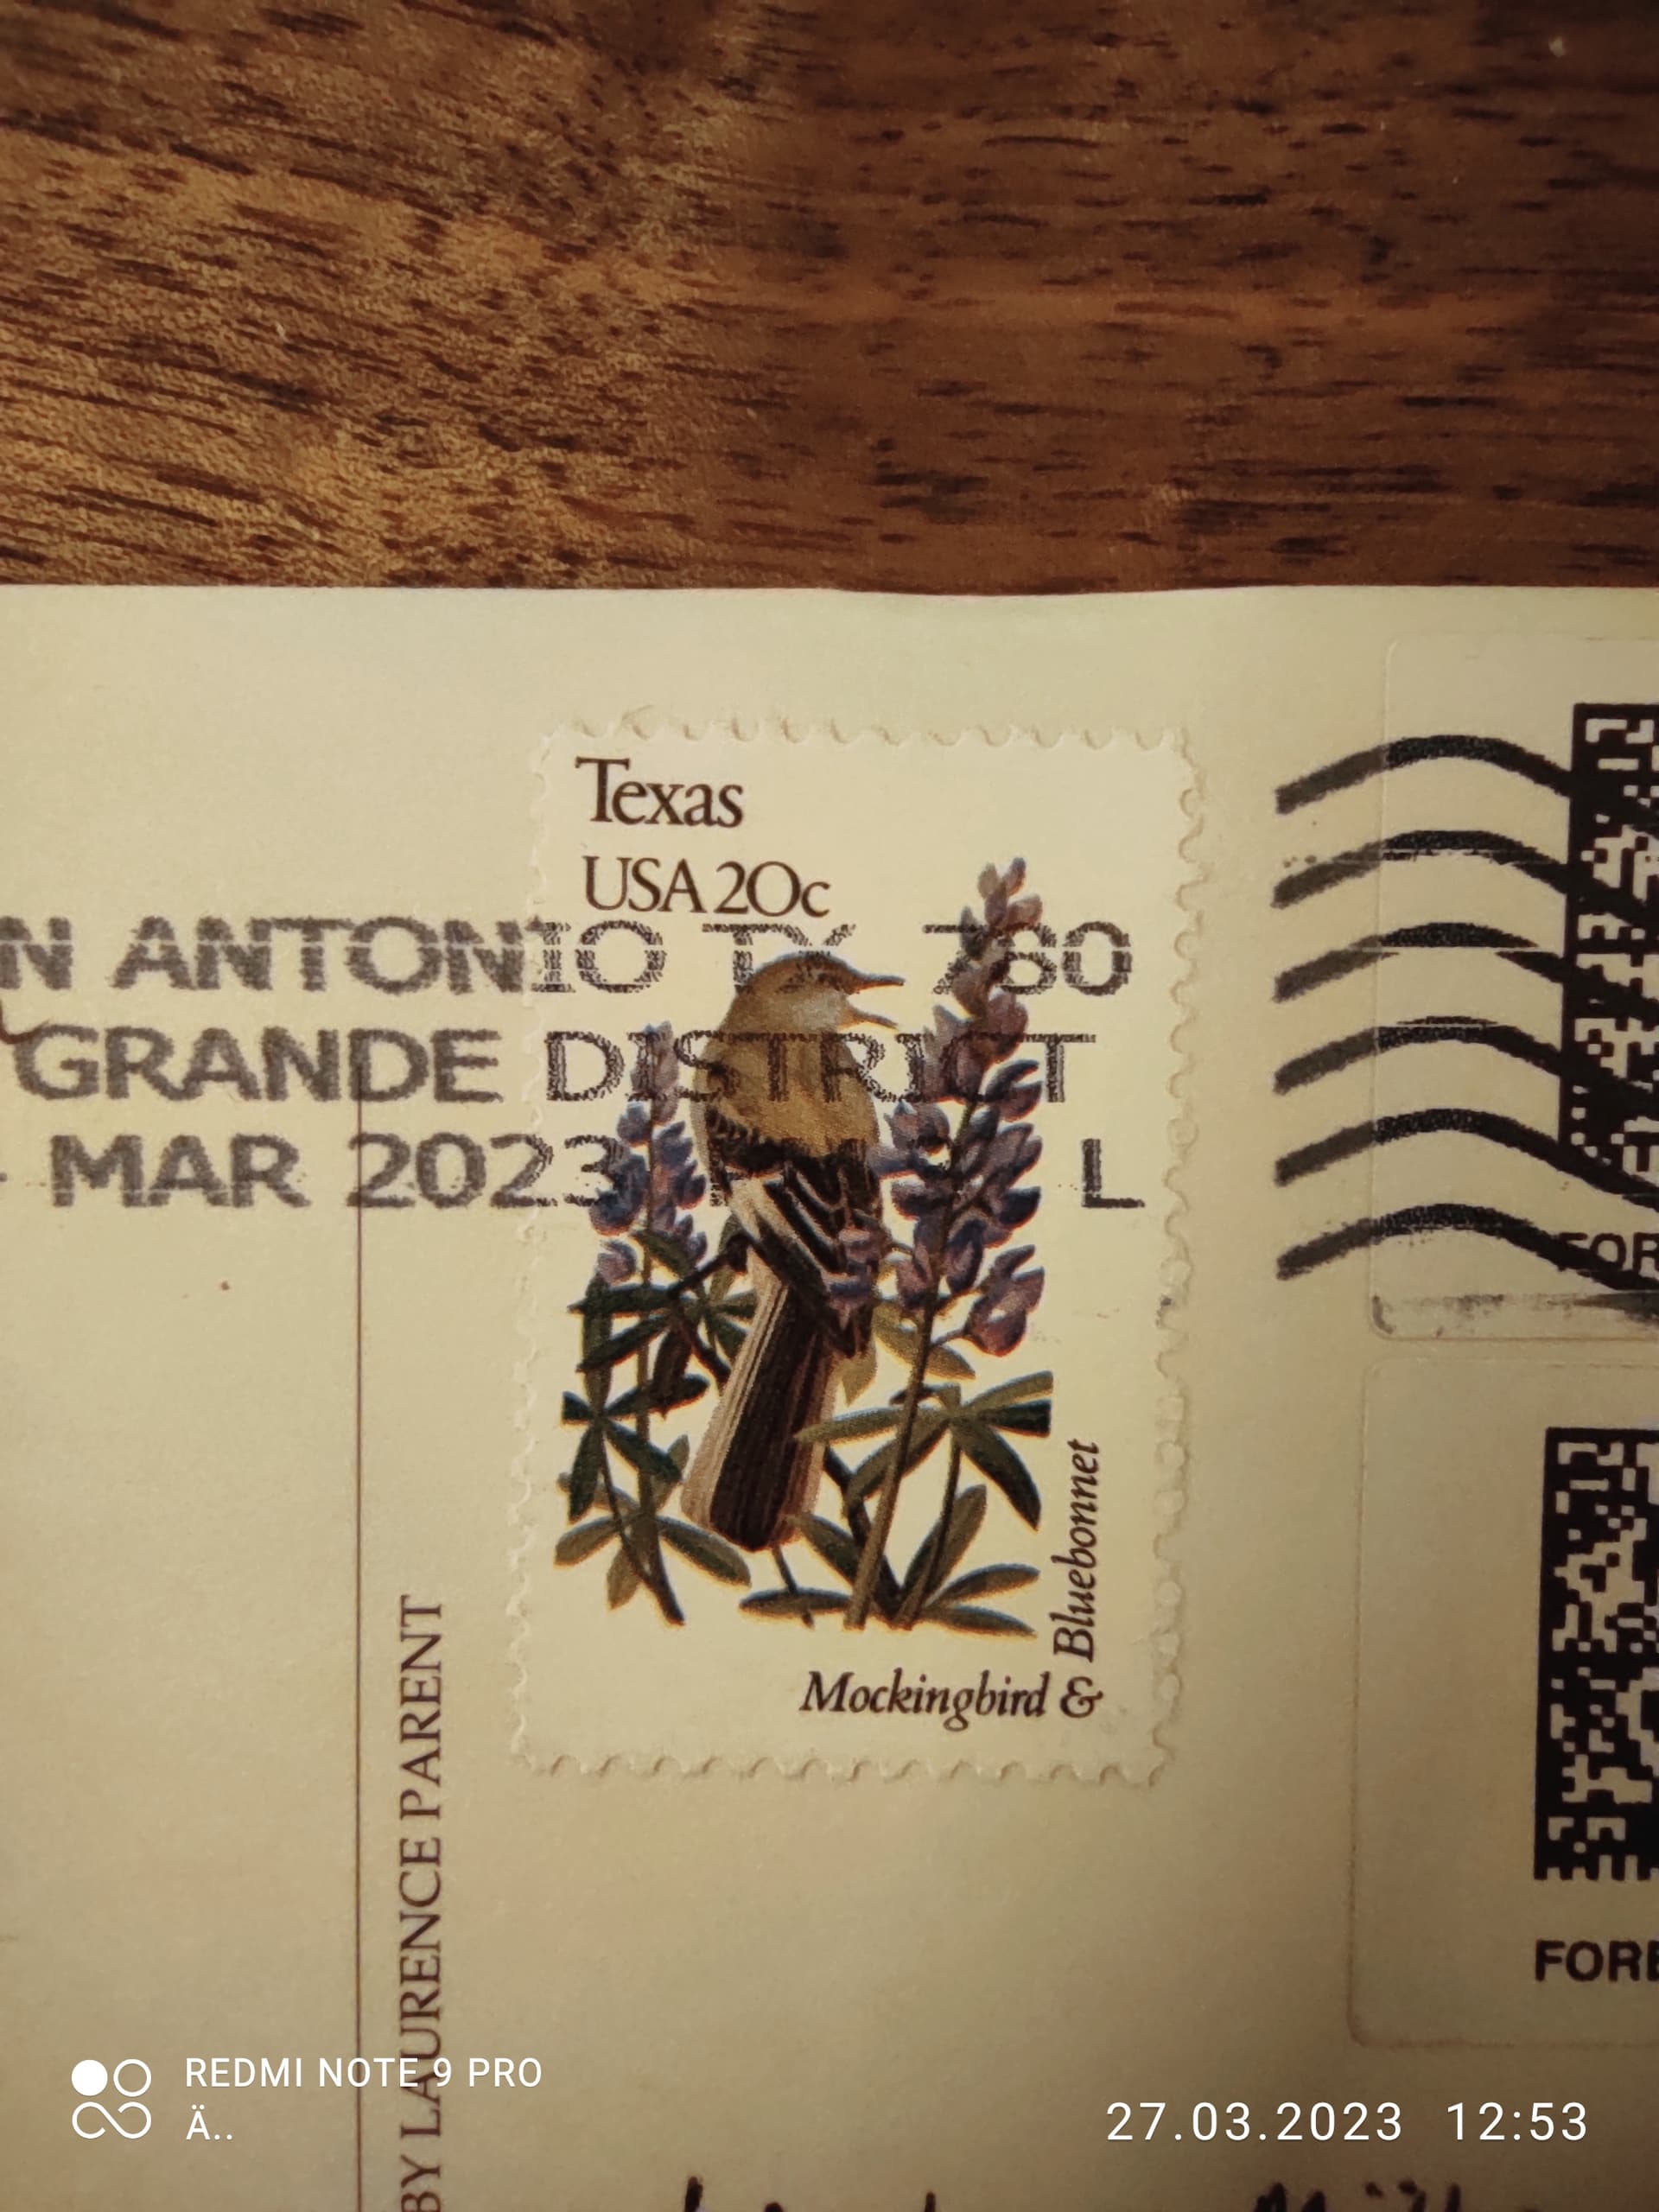 Texas
USA 20c
N ANTONIO TX 780
GRANDE DISTRICT
MAR 2023 L
Bluebonnet
Mockingbird &
BY LAURENCE PARENT
FOR
FORE
REDMI NOTE 9 PRO
Ä..
27.03.2023 12:53